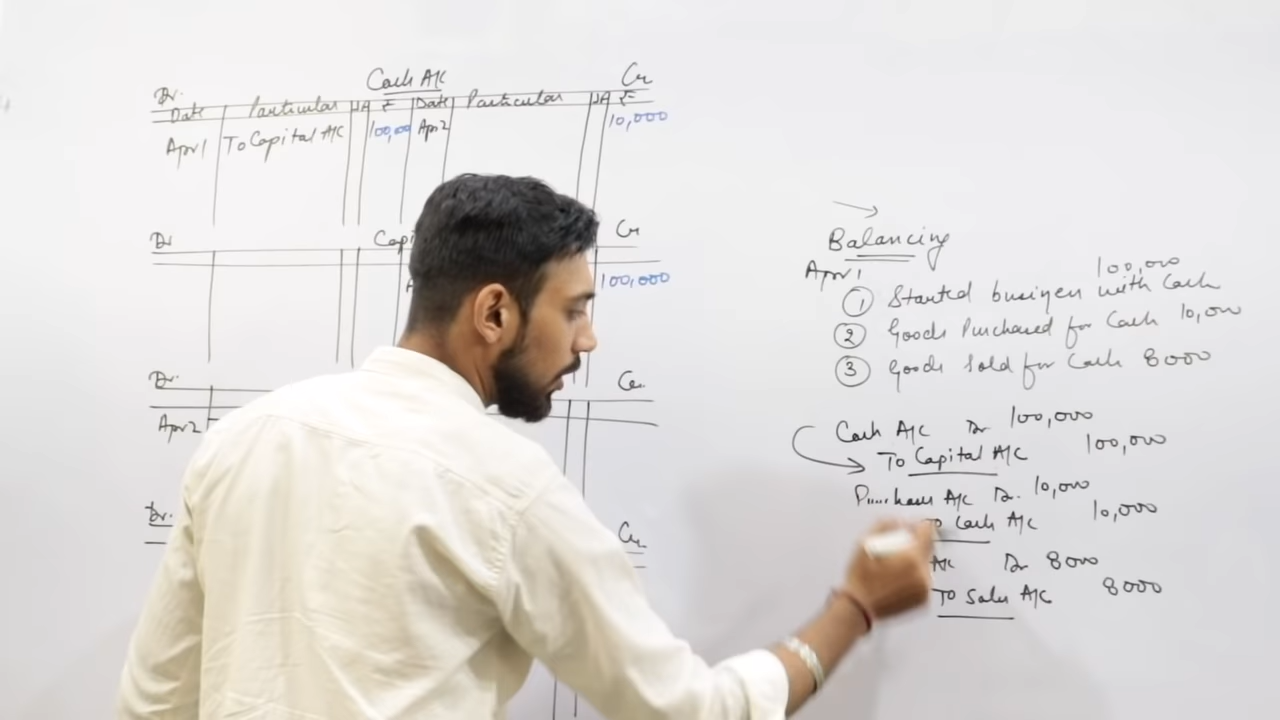 Cash A/C
Dr. Cr
Date Particular JF ₹ Date Particular JF ₹
Apr 1 To Capital A/C 100,00 Apr 2 10,000
Dr Capi Cr
100,000
Dr. Cr.
Apr 2
Dr. Cr
Balancing
Apr 1
100,000
① Started business with Cash
② Goods Purchased for Cash 10,000
③ Goods Sold for Cash 8000
Cash A/C Dr 100,000
To Capital A/C 100,000
Purchase A/C Dr. 10,000
To Cash A/C 10,000
A/C Dr 8000
To Sales A/C 8000